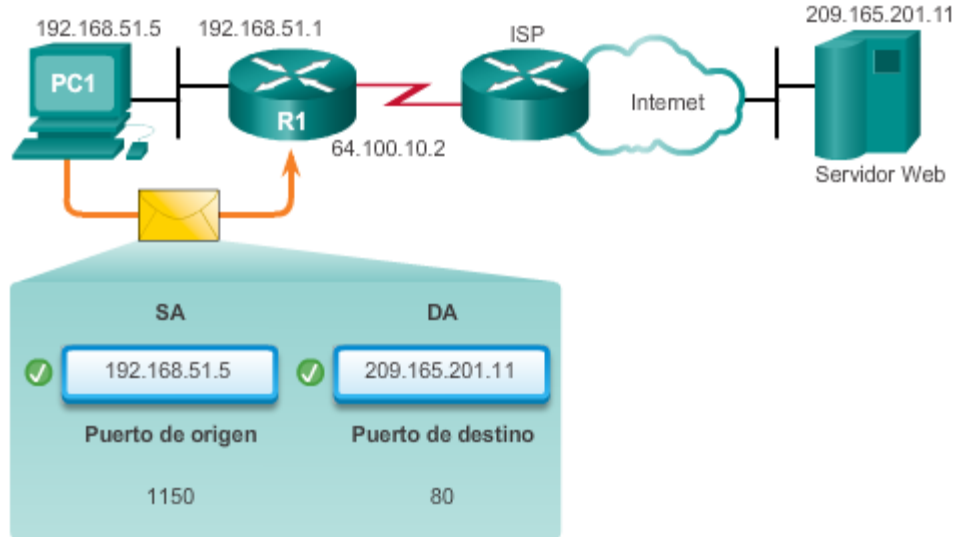 192.168.51.5
192.168.51.1
ISP
209.165.201.11
PC1
R1
Internet
64.100.10.2
Servidor Web
SA
DA
192.168.51.5
209.165.201.11
Puerto de origen
Puerto de destino
1150
80